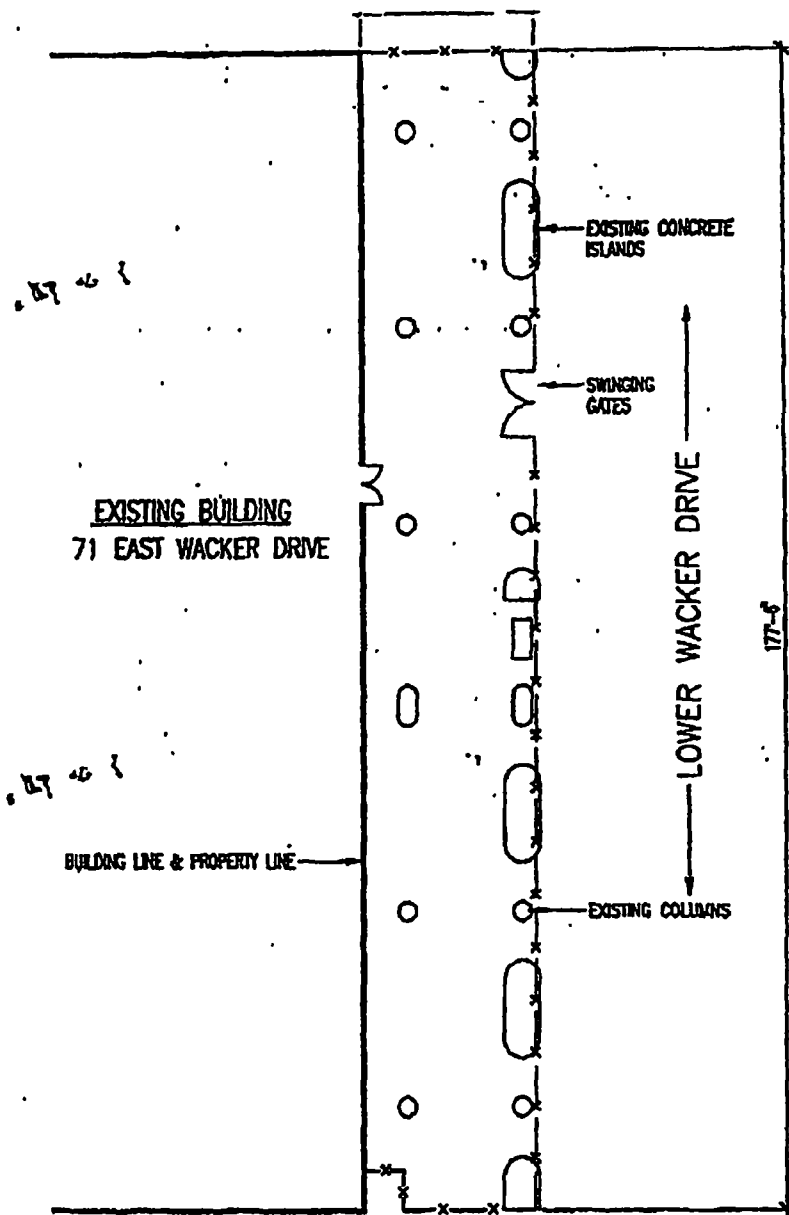 EXISTING CONCRETE
ISLANDS
SWINGING
GATES
EXISTING BUILDING
71 EAST WACKER DRIVE
LOWER WACKER DRIVE
177'-6"
BUILDING LINE & PROPERTY LINE
EXISTING COLUMNS